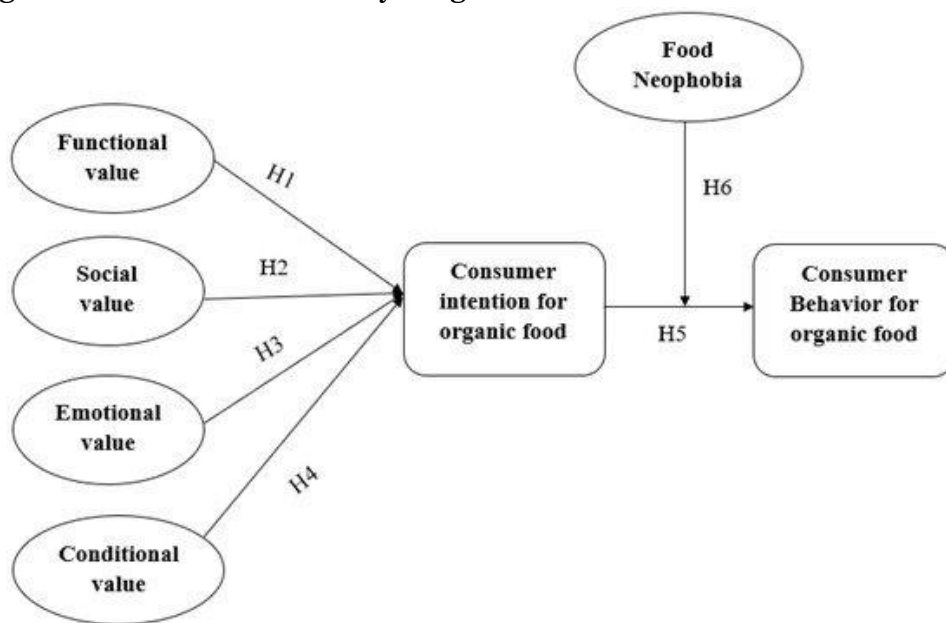 Food
Neophobia
Functional
value
H1
H6
Social
value
H2
Consumer
intention for
organic food
Consumer
Behavior for
organic food
H5
H3
Emotional
value
H4
Conditional
value